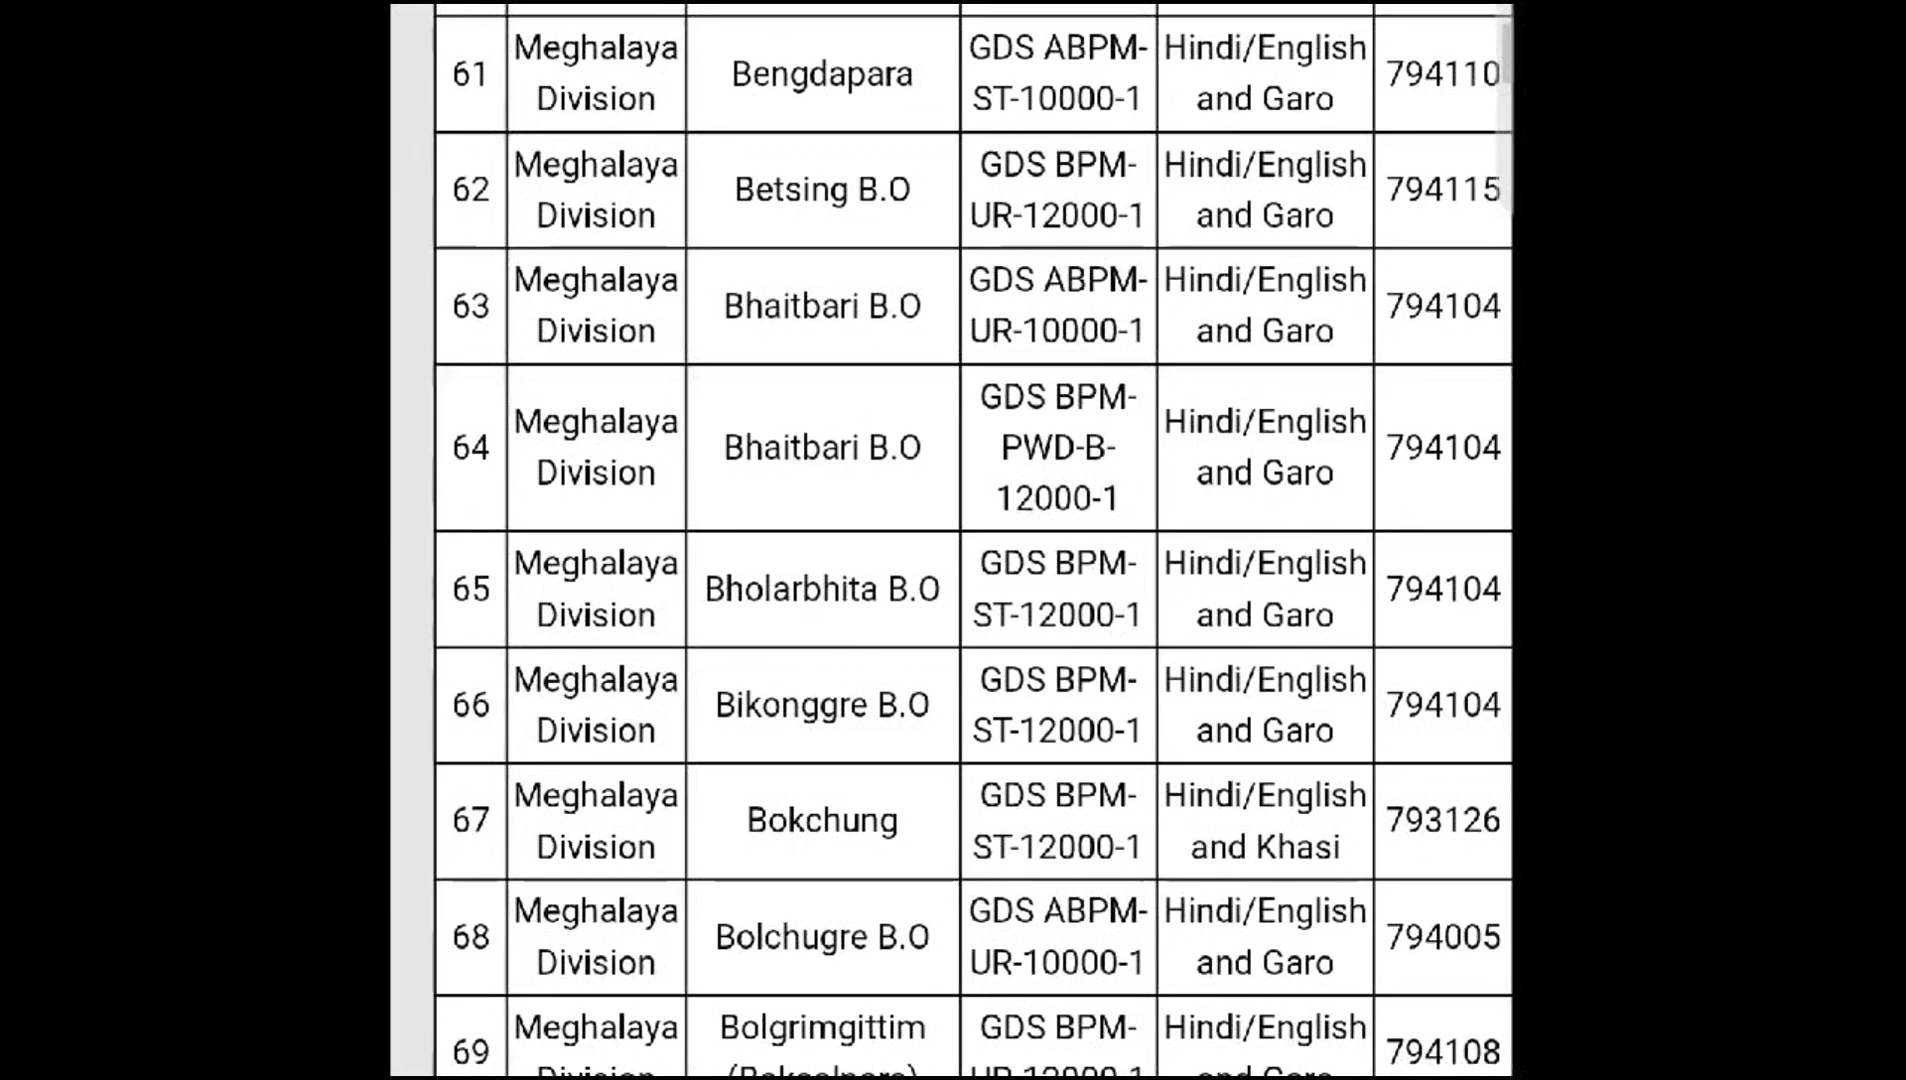 61 Meghalaya Division Bengdapara GDS ABPM-ST-10000-1 Hindi/English and Garo 794110
62 Meghalaya Division Betsing B.O GDS BPM-UR-12000-1 Hindi/English and Garo 794115
63 Meghalaya Division Bhaitbari B.O GDS ABPM-UR-10000-1 Hindi/English and Garo 794104
64 Meghalaya Division Bhaitbari B.O GDS BPM-PWD-B-12000-1 Hindi/English and Garo 794104
65 Meghalaya Division Bholarbhita B.O GDS BPM-ST-12000-1 Hindi/English and Garo 794104
66 Meghalaya Division Bikonggre B.O GDS BPM-ST-12000-1 Hindi/English and Garo 794104
67 Meghalaya Division Bokchung GDS BPM-ST-12000-1 Hindi/English and Khasi 793126
68 Meghalaya Division Bolchugre B.O GDS ABPM-UR-10000-1 Hindi/English and Garo 794005
69 Meghalaya Bolgrimgittim GDS BPM- Hindi/English 794108